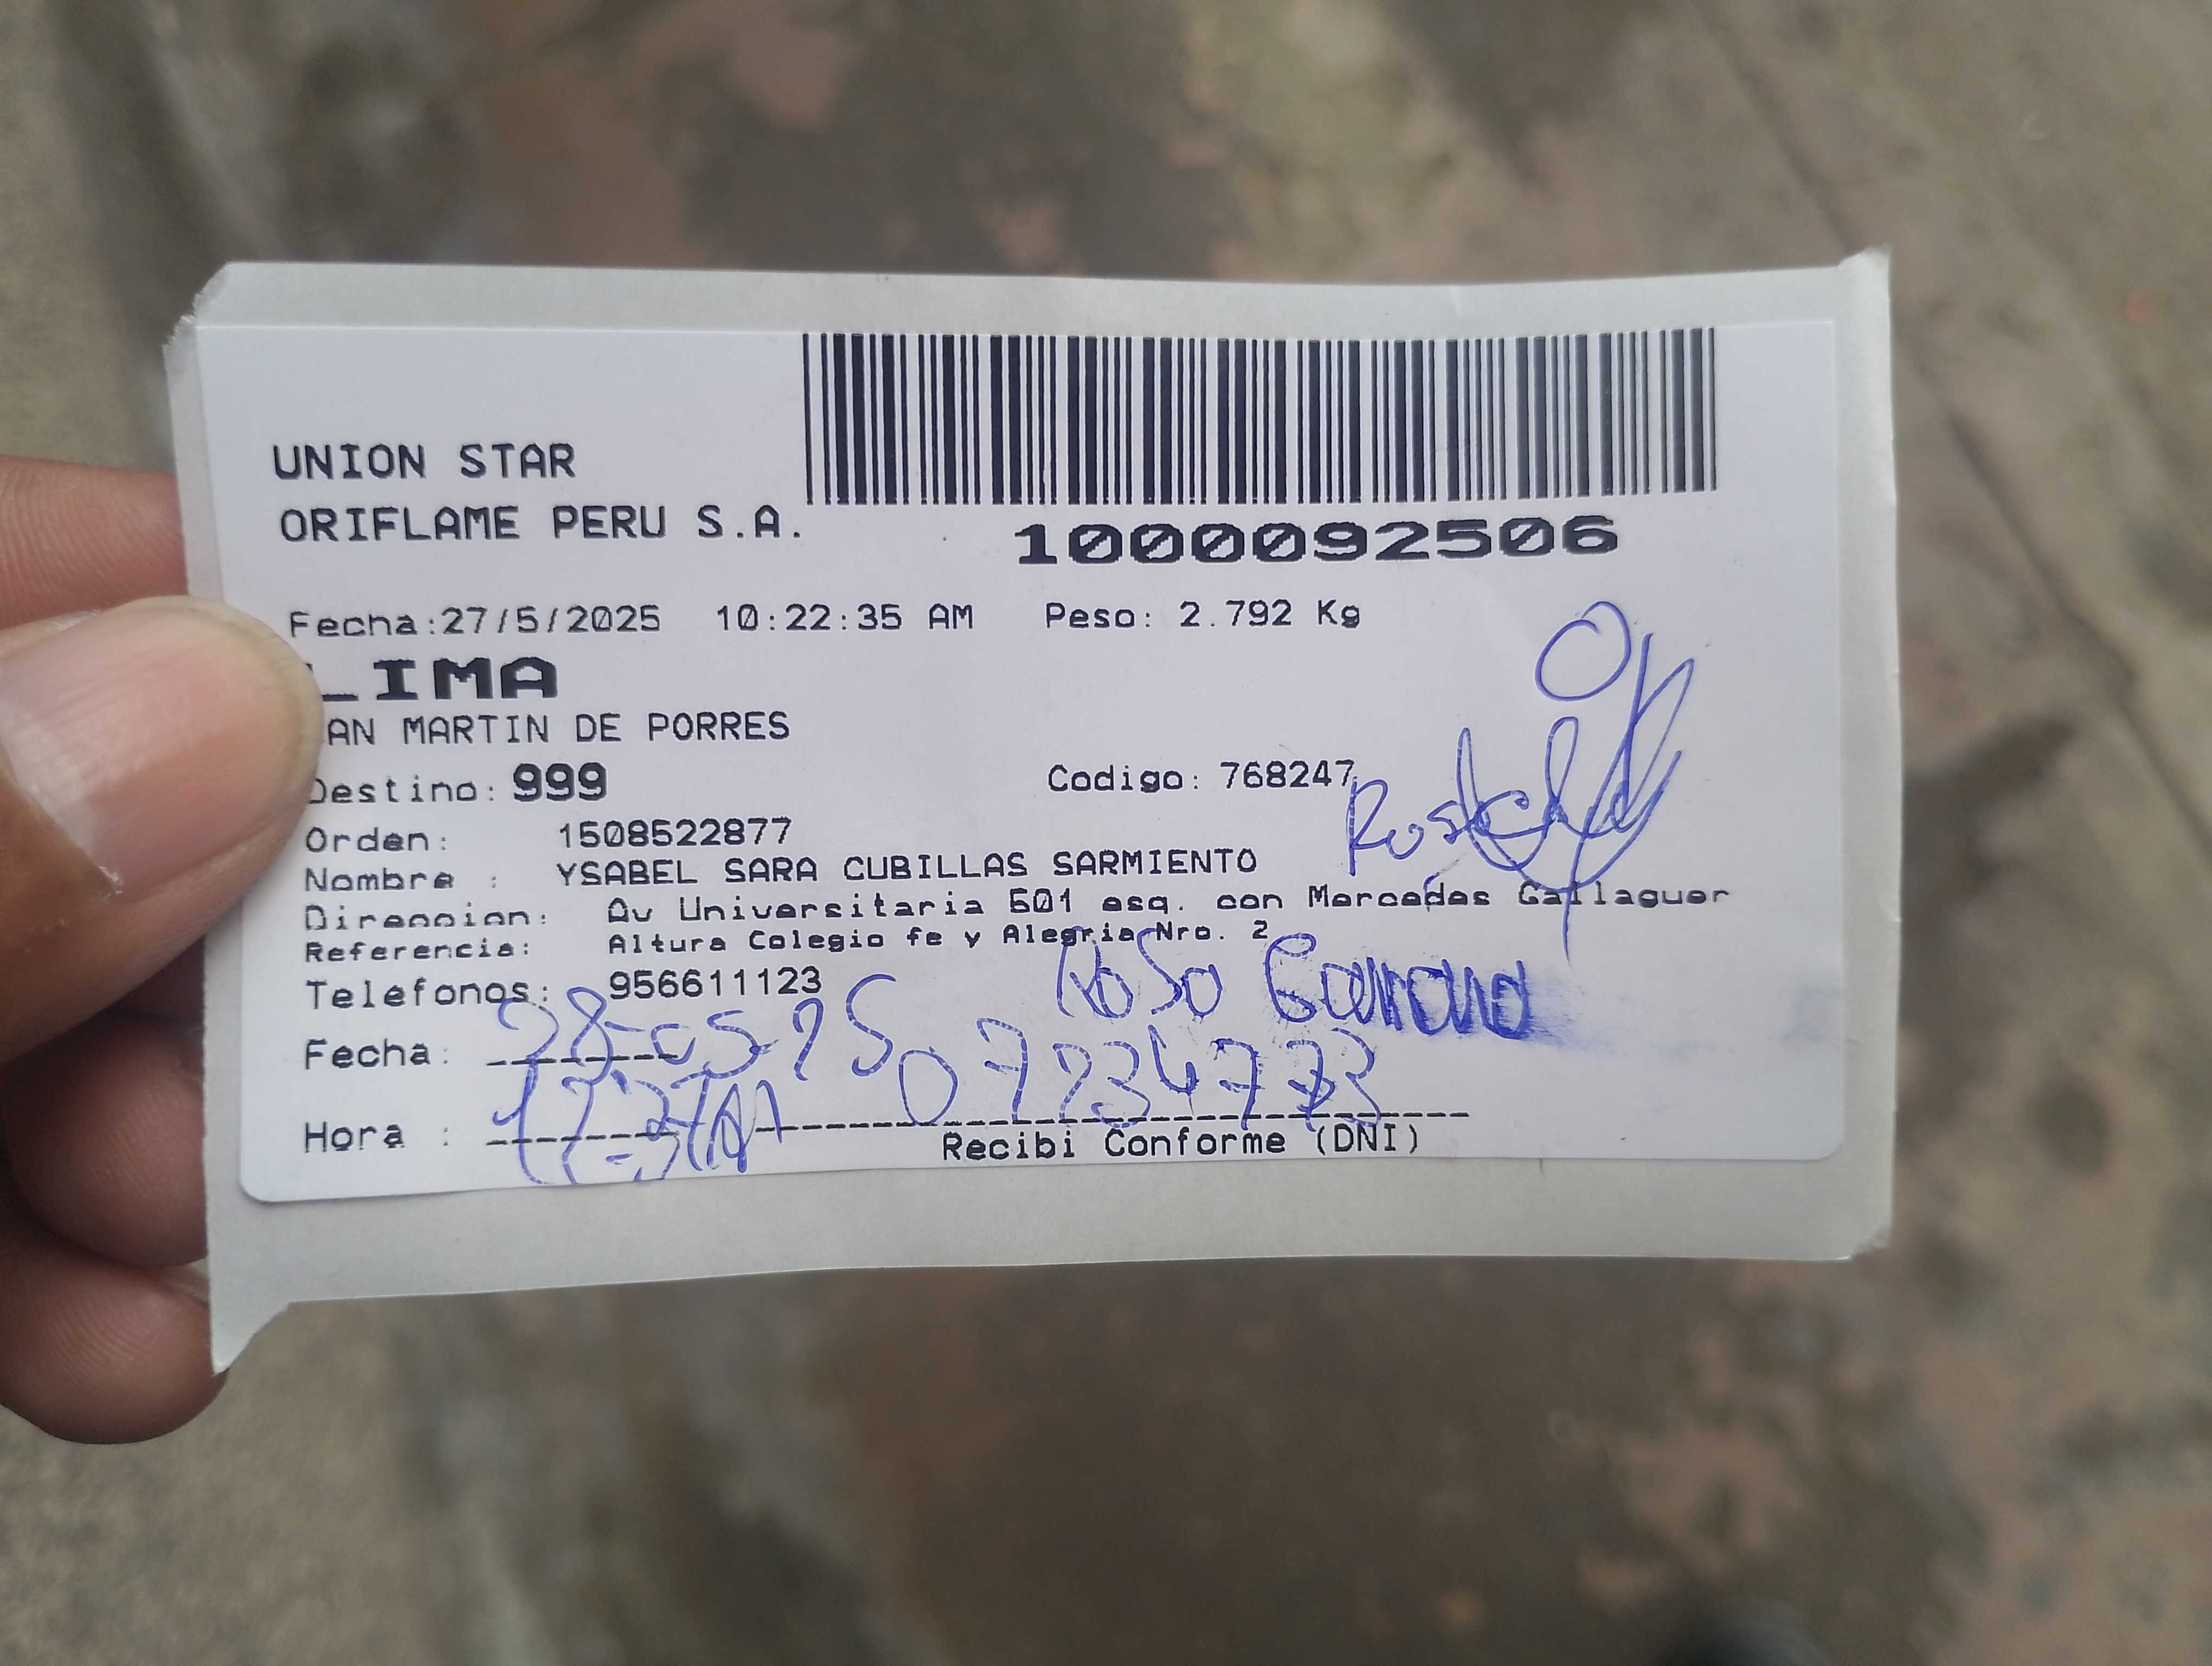 UNION STAR
ORIFLAME PERU S.A.
1000092506
Fecha:27/5/2025 10:22:35 AM Peso: 2.792 Kg
LIMA
AN MARTIN DE PORRES
Destino: 999 Codigo: 768247
Orden: 1508522877
Nombre : YSABEL SARA CUBILLAS SARMIENTO
Direccion: Av Universitaria 601 esq. con Mercedes Gallaguer
Referencia: Altura Colegio fe y Alegria Nro. 2
Telefonos: 956611123
Rosa
Fecha: 28-05-25
Hora :
Recibi Conforme (DNI)